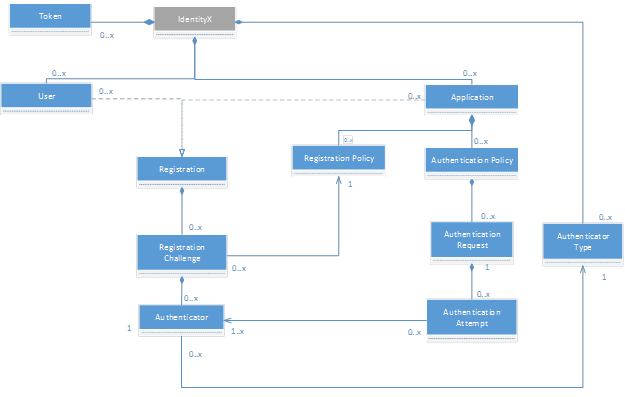 Token
IdentityX
0..x
0..x
0..x
0..x
User
0..x
Application
0..x
0..x
0..x
Registration
Registration Policy
Authentication Policy
1
0..x
0..x
0..x
Registration
Challenge
Authentication
Request
Authenticator
Type
0..x
1
1
0..x
0..x
Authenticator
Authentication
Attempt
1
1..x
0..x
0..x